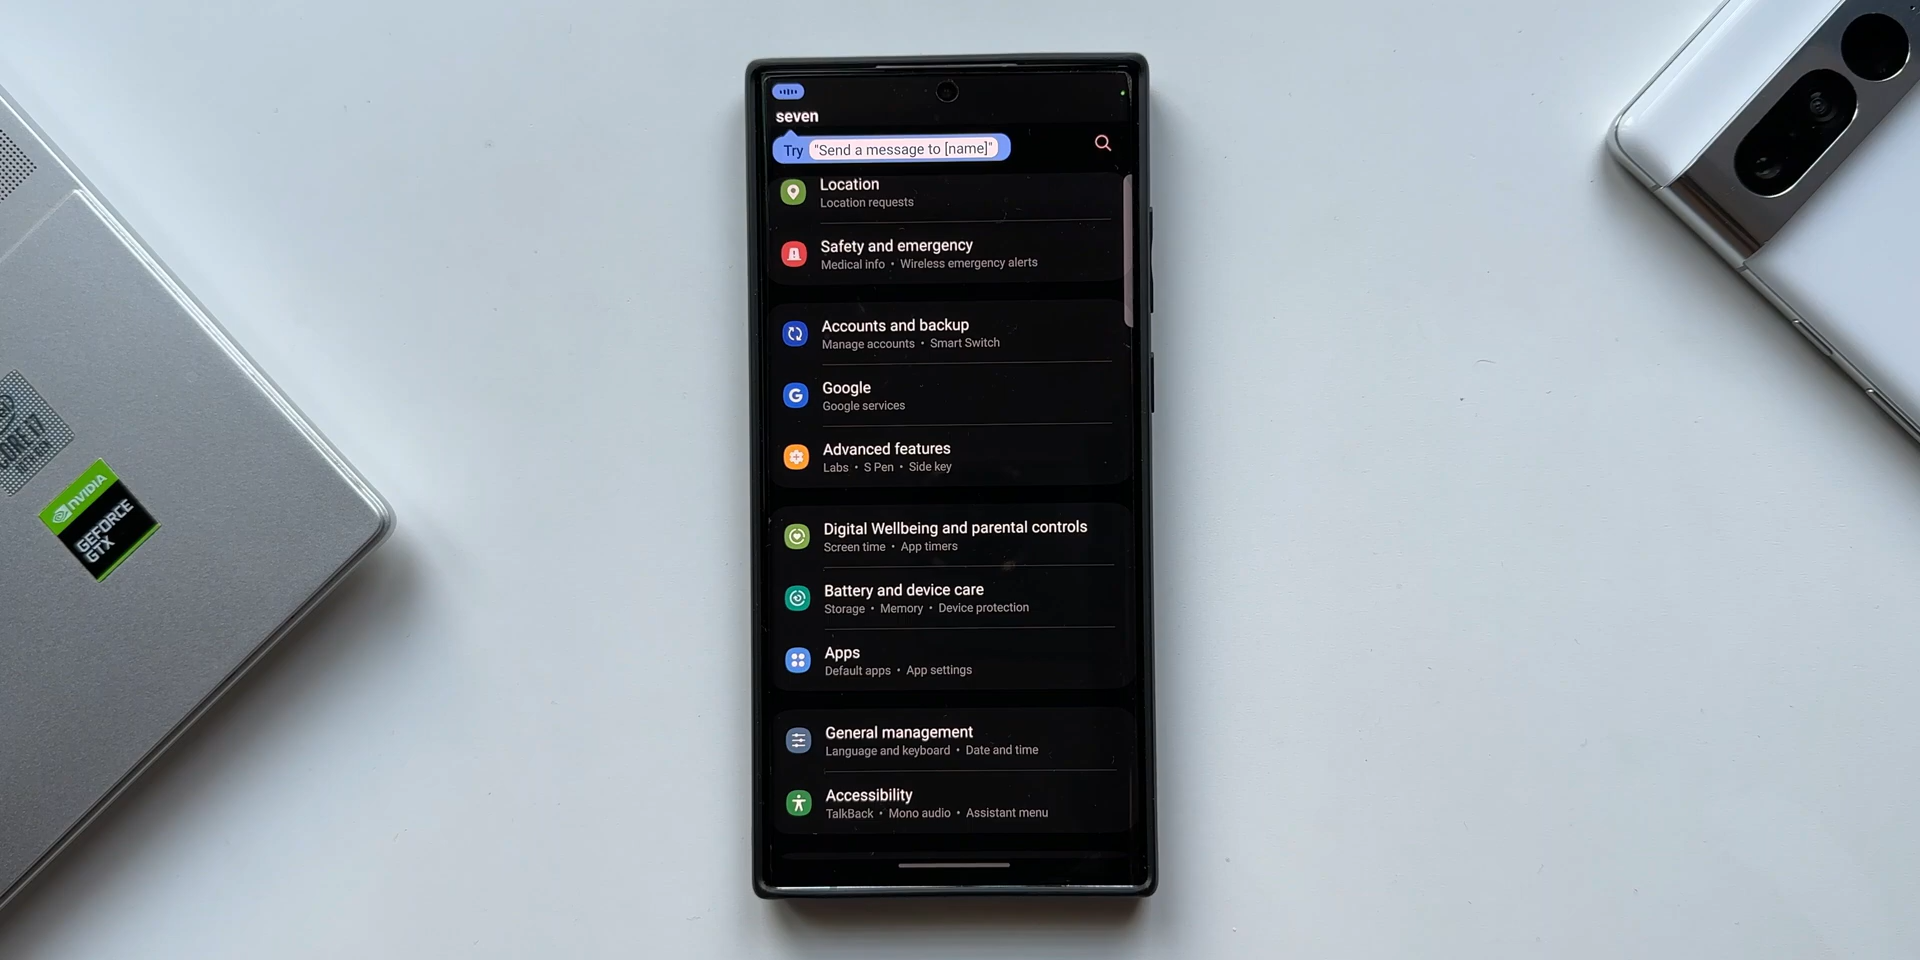 seven
Try "Send a message to [name]"
Location
Location requests
Safety and emergency
Medical info • Wireless emergency alerts
Accounts and backup
Manage accounts • Smart Switch
Google
Google services
Advanced features
Labs • S Pen • Side key
Digital Wellbeing and parental controls
Screen time • App timers
Battery and device care
Storage • Memory • Device protection
Apps
Default apps • App settings
General management
Language and keyboard • Date and time
Accessibility
TalkBack • Mono audio • Assistant menu
CORE i7
NVIDIA
GEFORCE
GTX